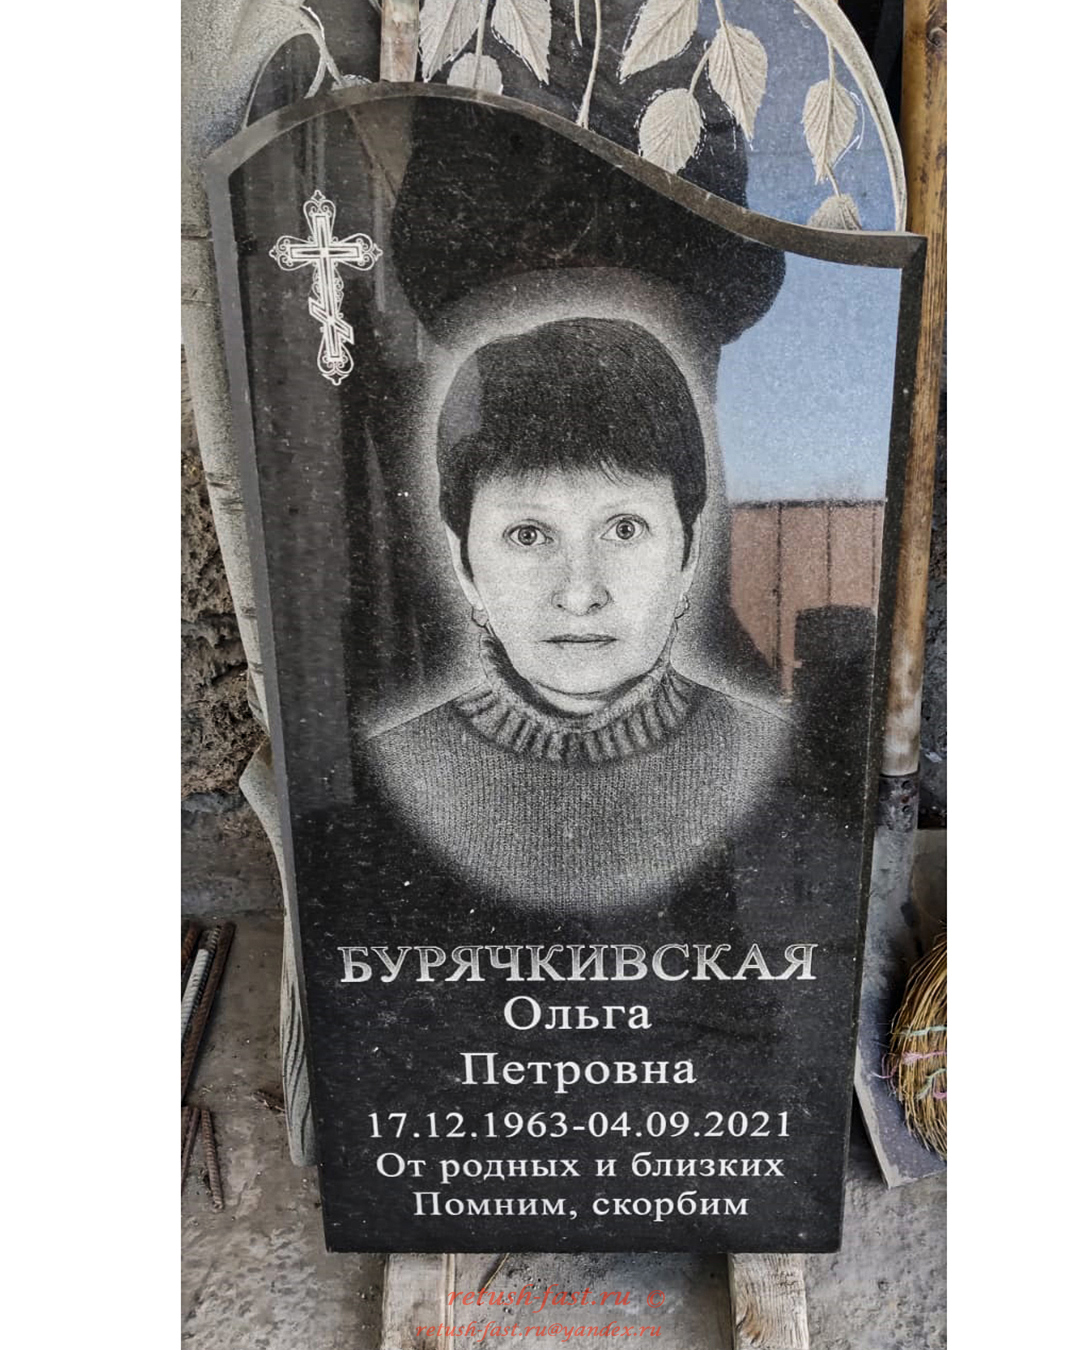 БУРЯЧКИВСКАЯ
Ольга
Петровна
17.12.1963-04.09.2021
От родных и близких
Помним, скорбим
retush-fast.ru ©
retush-fast.ru@yandex.ru